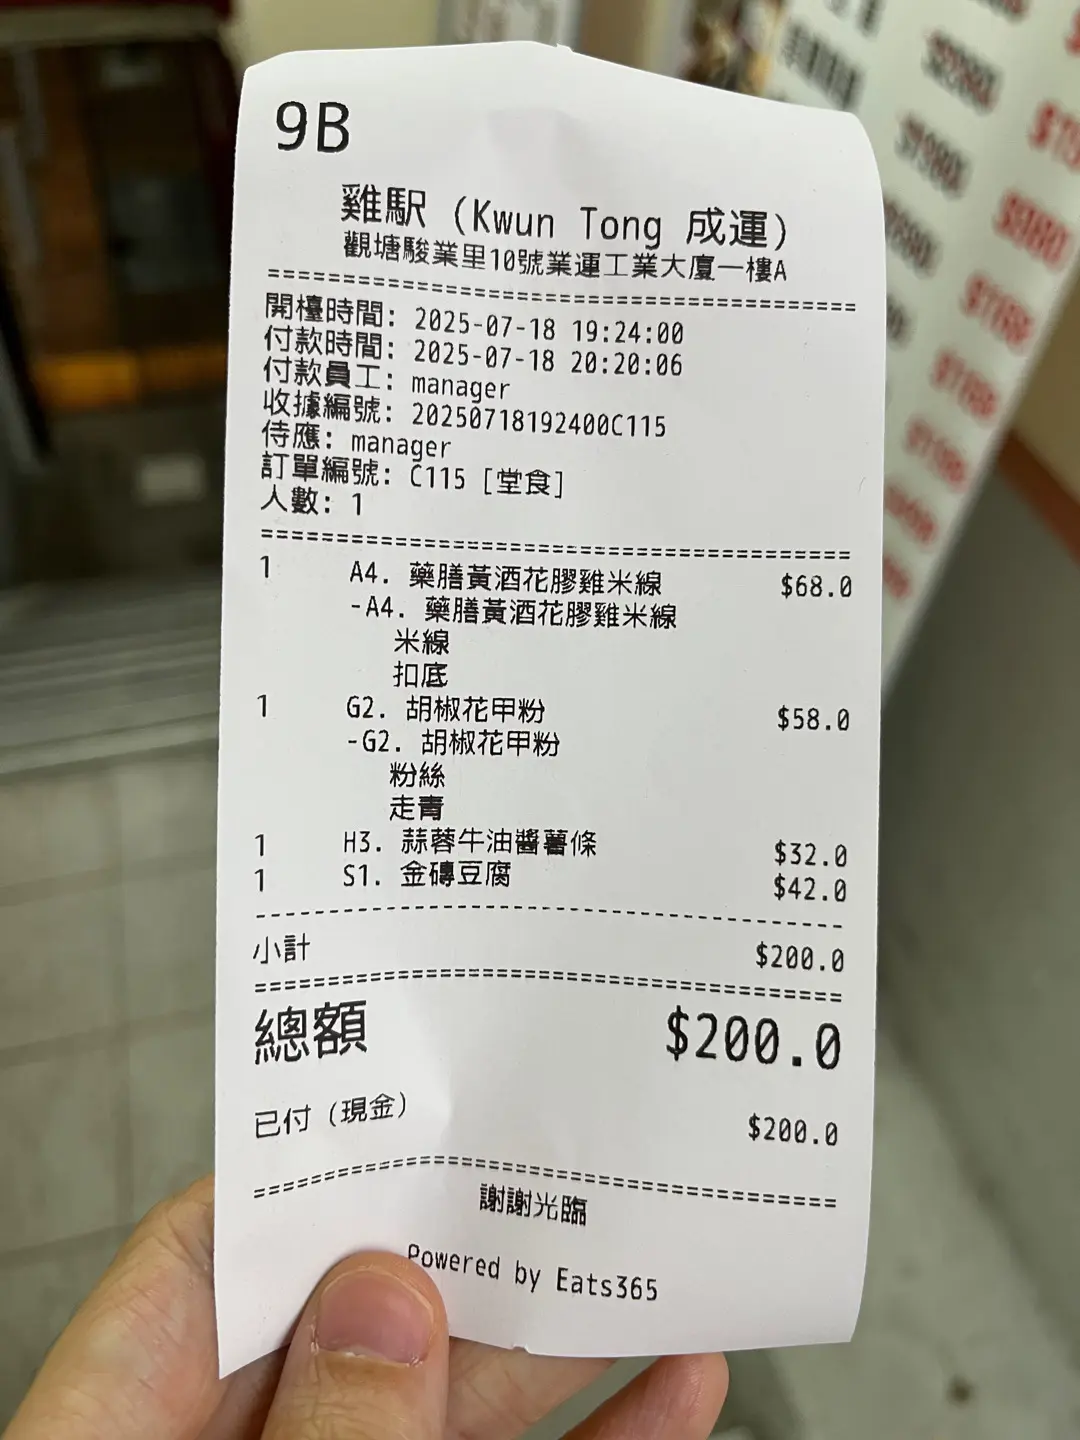 9B
雞駅 (Kwun Tong 成運)
觀塘駿業里10號業運工業大廈一樓A
開檯時間: 2025-07-18 19:24:00
付款時間: 2025-07-18 20:20:06
付款員工: manager
收據編號: 20250718192400C115
侍應: manager
訂單編號: C115 [堂食]
人數: 1
1 A4. 藥膳黃酒花膠雞米線 $68.0
-A4. 藥膳黃酒花膠雞米線
米線
扣底
1 G2. 胡椒花甲粉 $58.0
-G2. 胡椒花甲粉
粉絲
走青
1 H3. 蒜蓉牛油醬薯條 $32.0
1 S1. 金磚豆腐 $42.0
小計 $200.0
總額 $200.0
已付 (現金) $200.0
謝謝光臨
Powered by Eats365